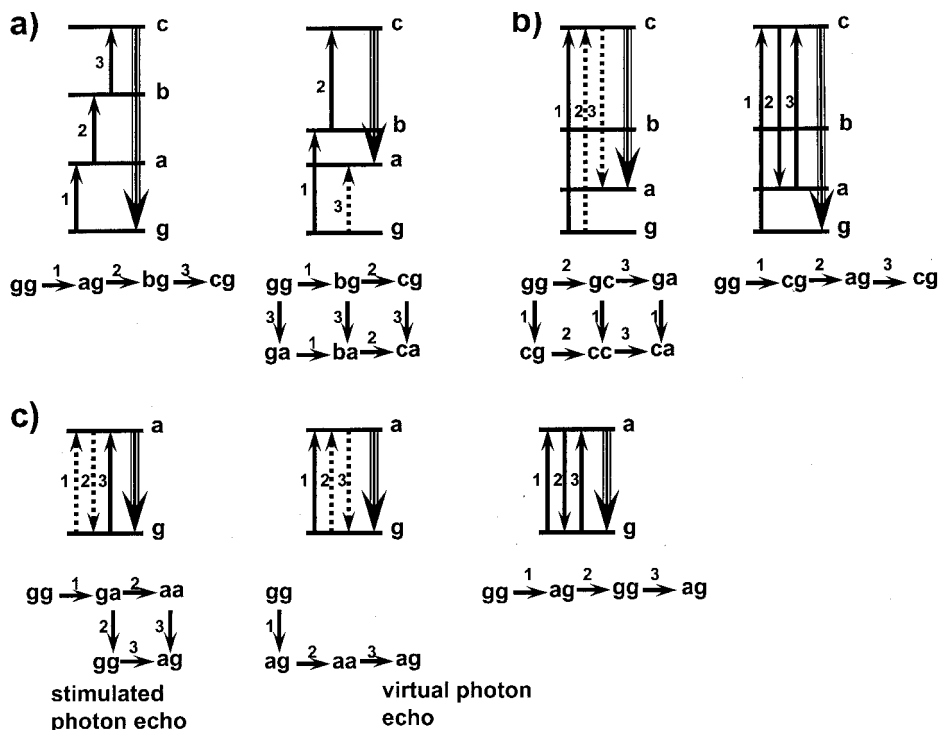 a)
c
3
b
2
a
1
g
gg 1→ ag 2→ bg 3→ cg
c
2
b
a
1 3
g
gg 1→ bg 2→ cg
3 3 3
ga 1→ ba 2→ ca
b)
c
1 2 3
b
a
g
gg 2→ gc 3→ ga
1 1 1
cg 2→ cc 3→ ca
c
1 2 3
b
a
g
gg 1→ cg 2→ ag 3→ cg
c)
a
1 2 3
g
gg 1→ ga 2→ aa
2 3
gg 3→ ag
stimulated
photon echo
a
1 2 3
g
gg
1
ag 2→ aa 3→ ag
virtual photon
echo
a
1 2 3
g
gg 1→ ag 2→ gg 3→ ag